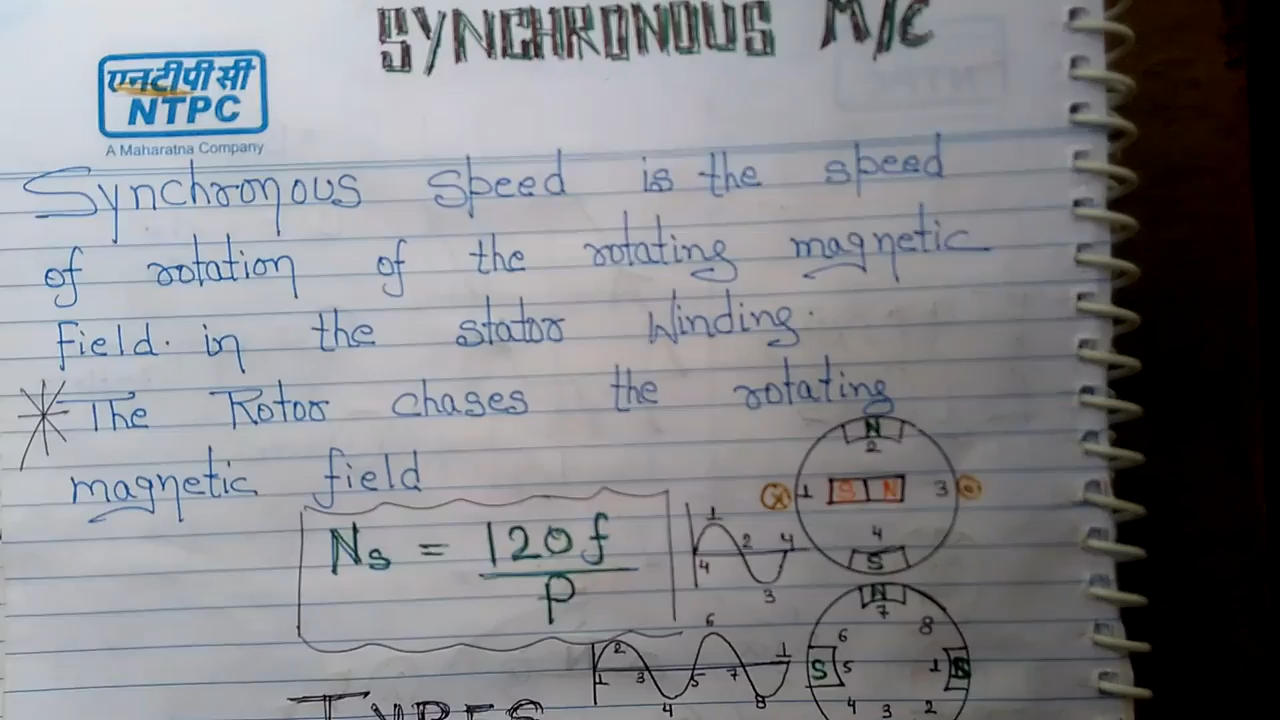 SYNCHRONOUS M/C
एनटीपीसी
NTPC
A Maharatna Company
Synchronous Speed is the speed
of rotation of the rotating magnetic
field. in the stator Winding.
The Rotor chases the rotating
magnetic field
Ns = 120f
P
N
2
1 S N 3
4
S
1
2 4
4
3
N
7
6 8
S 5 1
4 3 2
6
2 1
1 3 5 7
4 8
TYPES